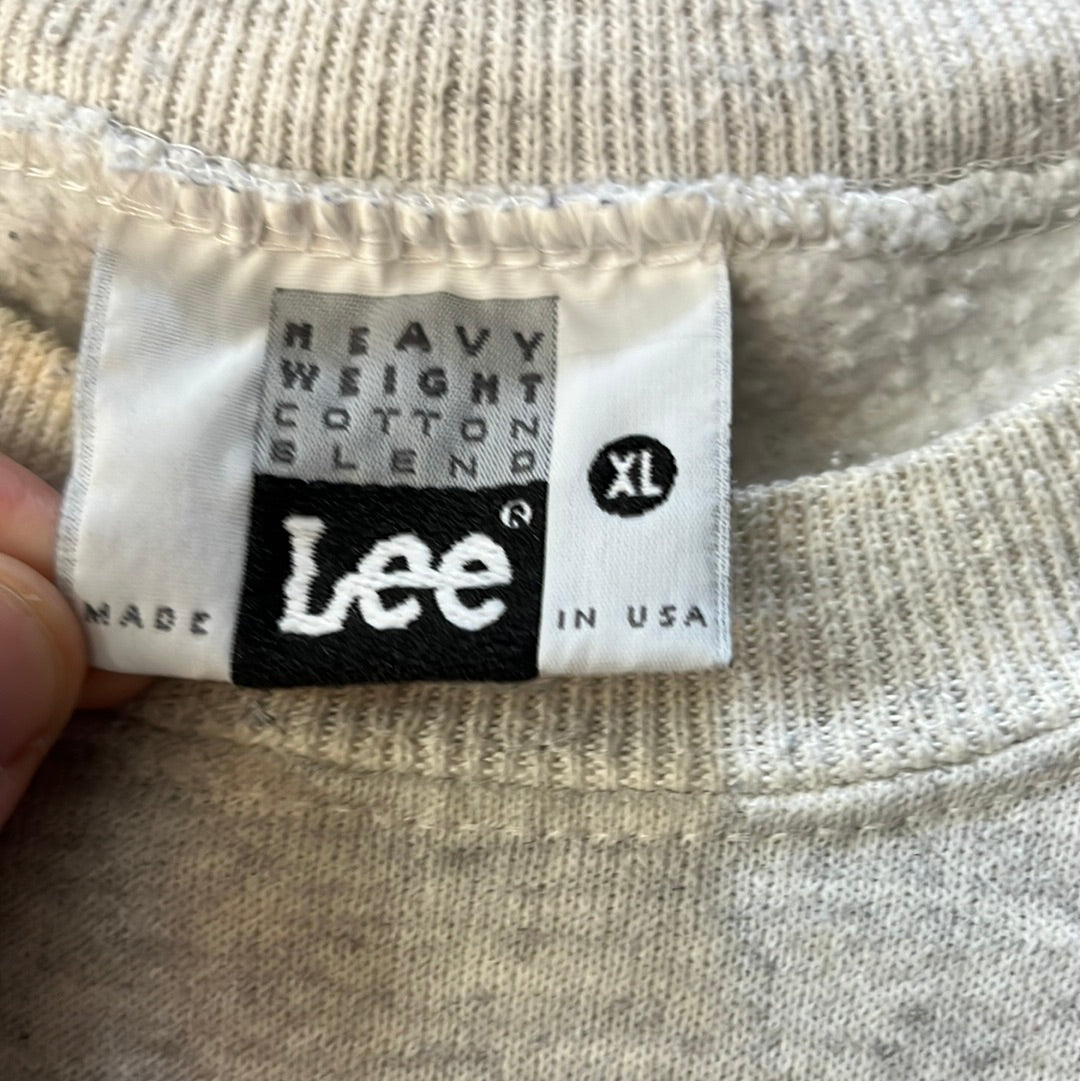 HEAVY
WEIGHT
COTTON
BLEND
XL
Lee®
MADE IN USA